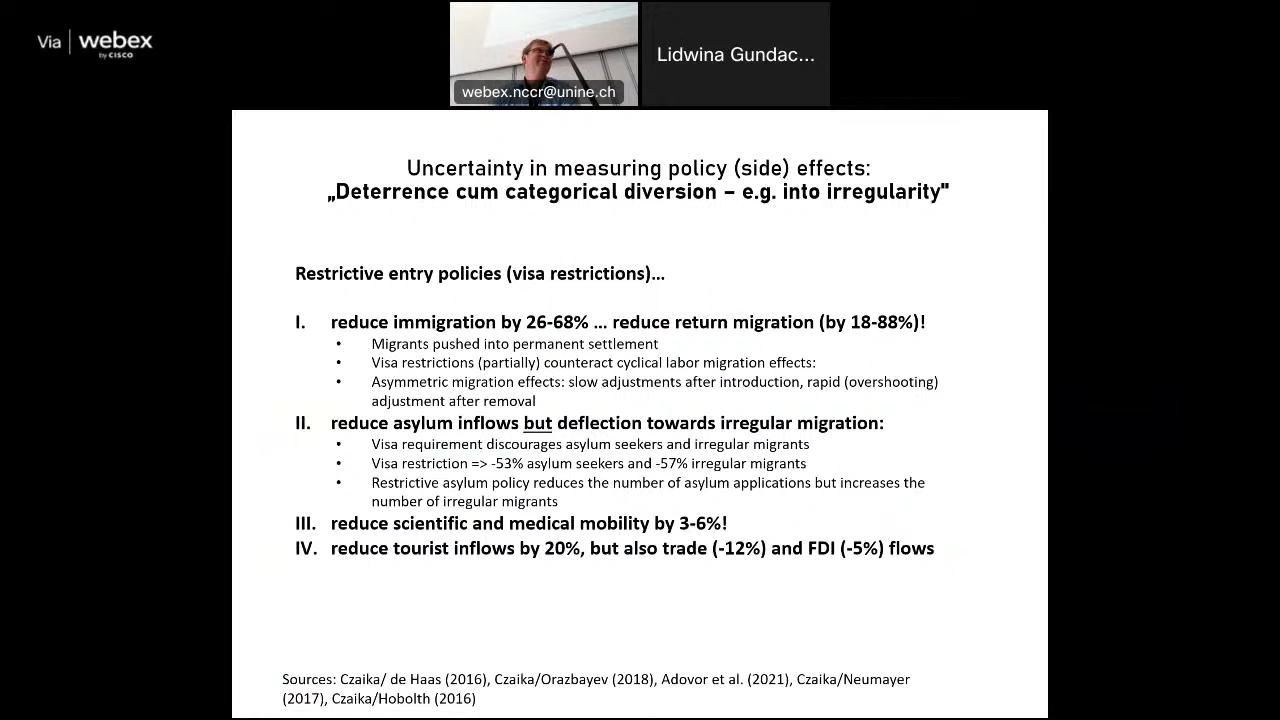 Via webex
by CISCO
webex.nccr@unine.ch
Lidwina Gundac...
Uncertainty in measuring policy (side) effects:
„Deterrence cum categorical diversion – e.g. into irregularity"
Restrictive entry policies (visa restrictions)…
I. reduce immigration by 26-68% … reduce return migration (by 18-88%)!
• Migrants pushed into permanent settlement
• Visa restrictions (partially) counteract cyclical labor migration effects:
• Asymmetric migration effects: slow adjustments after introduction, rapid (overshooting)
adjustment after removal
II. reduce asylum inflows but deflection towards irregular migration:
• Visa requirement discourages asylum seekers and irregular migrants
• Visa restriction => -53% asylum seekers and -57% irregular migrants
• Restrictive asylum policy reduces the number of asylum applications but increases the
number of irregular migrants
III. reduce scientific and medical mobility by 3-6%!
IV. reduce tourist inflows by 20%, but also trade (-12%) and FDI (-5%) flows
Sources: Czaika/ de Haas (2016), Czaika/Orazbayev (2018), Adovor et al. (2021), Czaika/Neumayer
(2017), Czaika/Hobolth (2016)